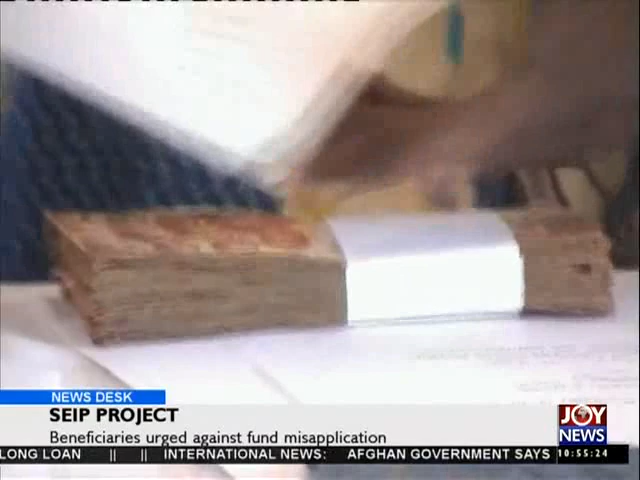 NEWS DESK
SEIP PROJECT
Beneficiaries urged against fund misapplication
JOY
NEWS
LONG LOAN || || INTERNATIONAL NEWS: AFGHAN GOVERNMENT SAYS
10:55:24